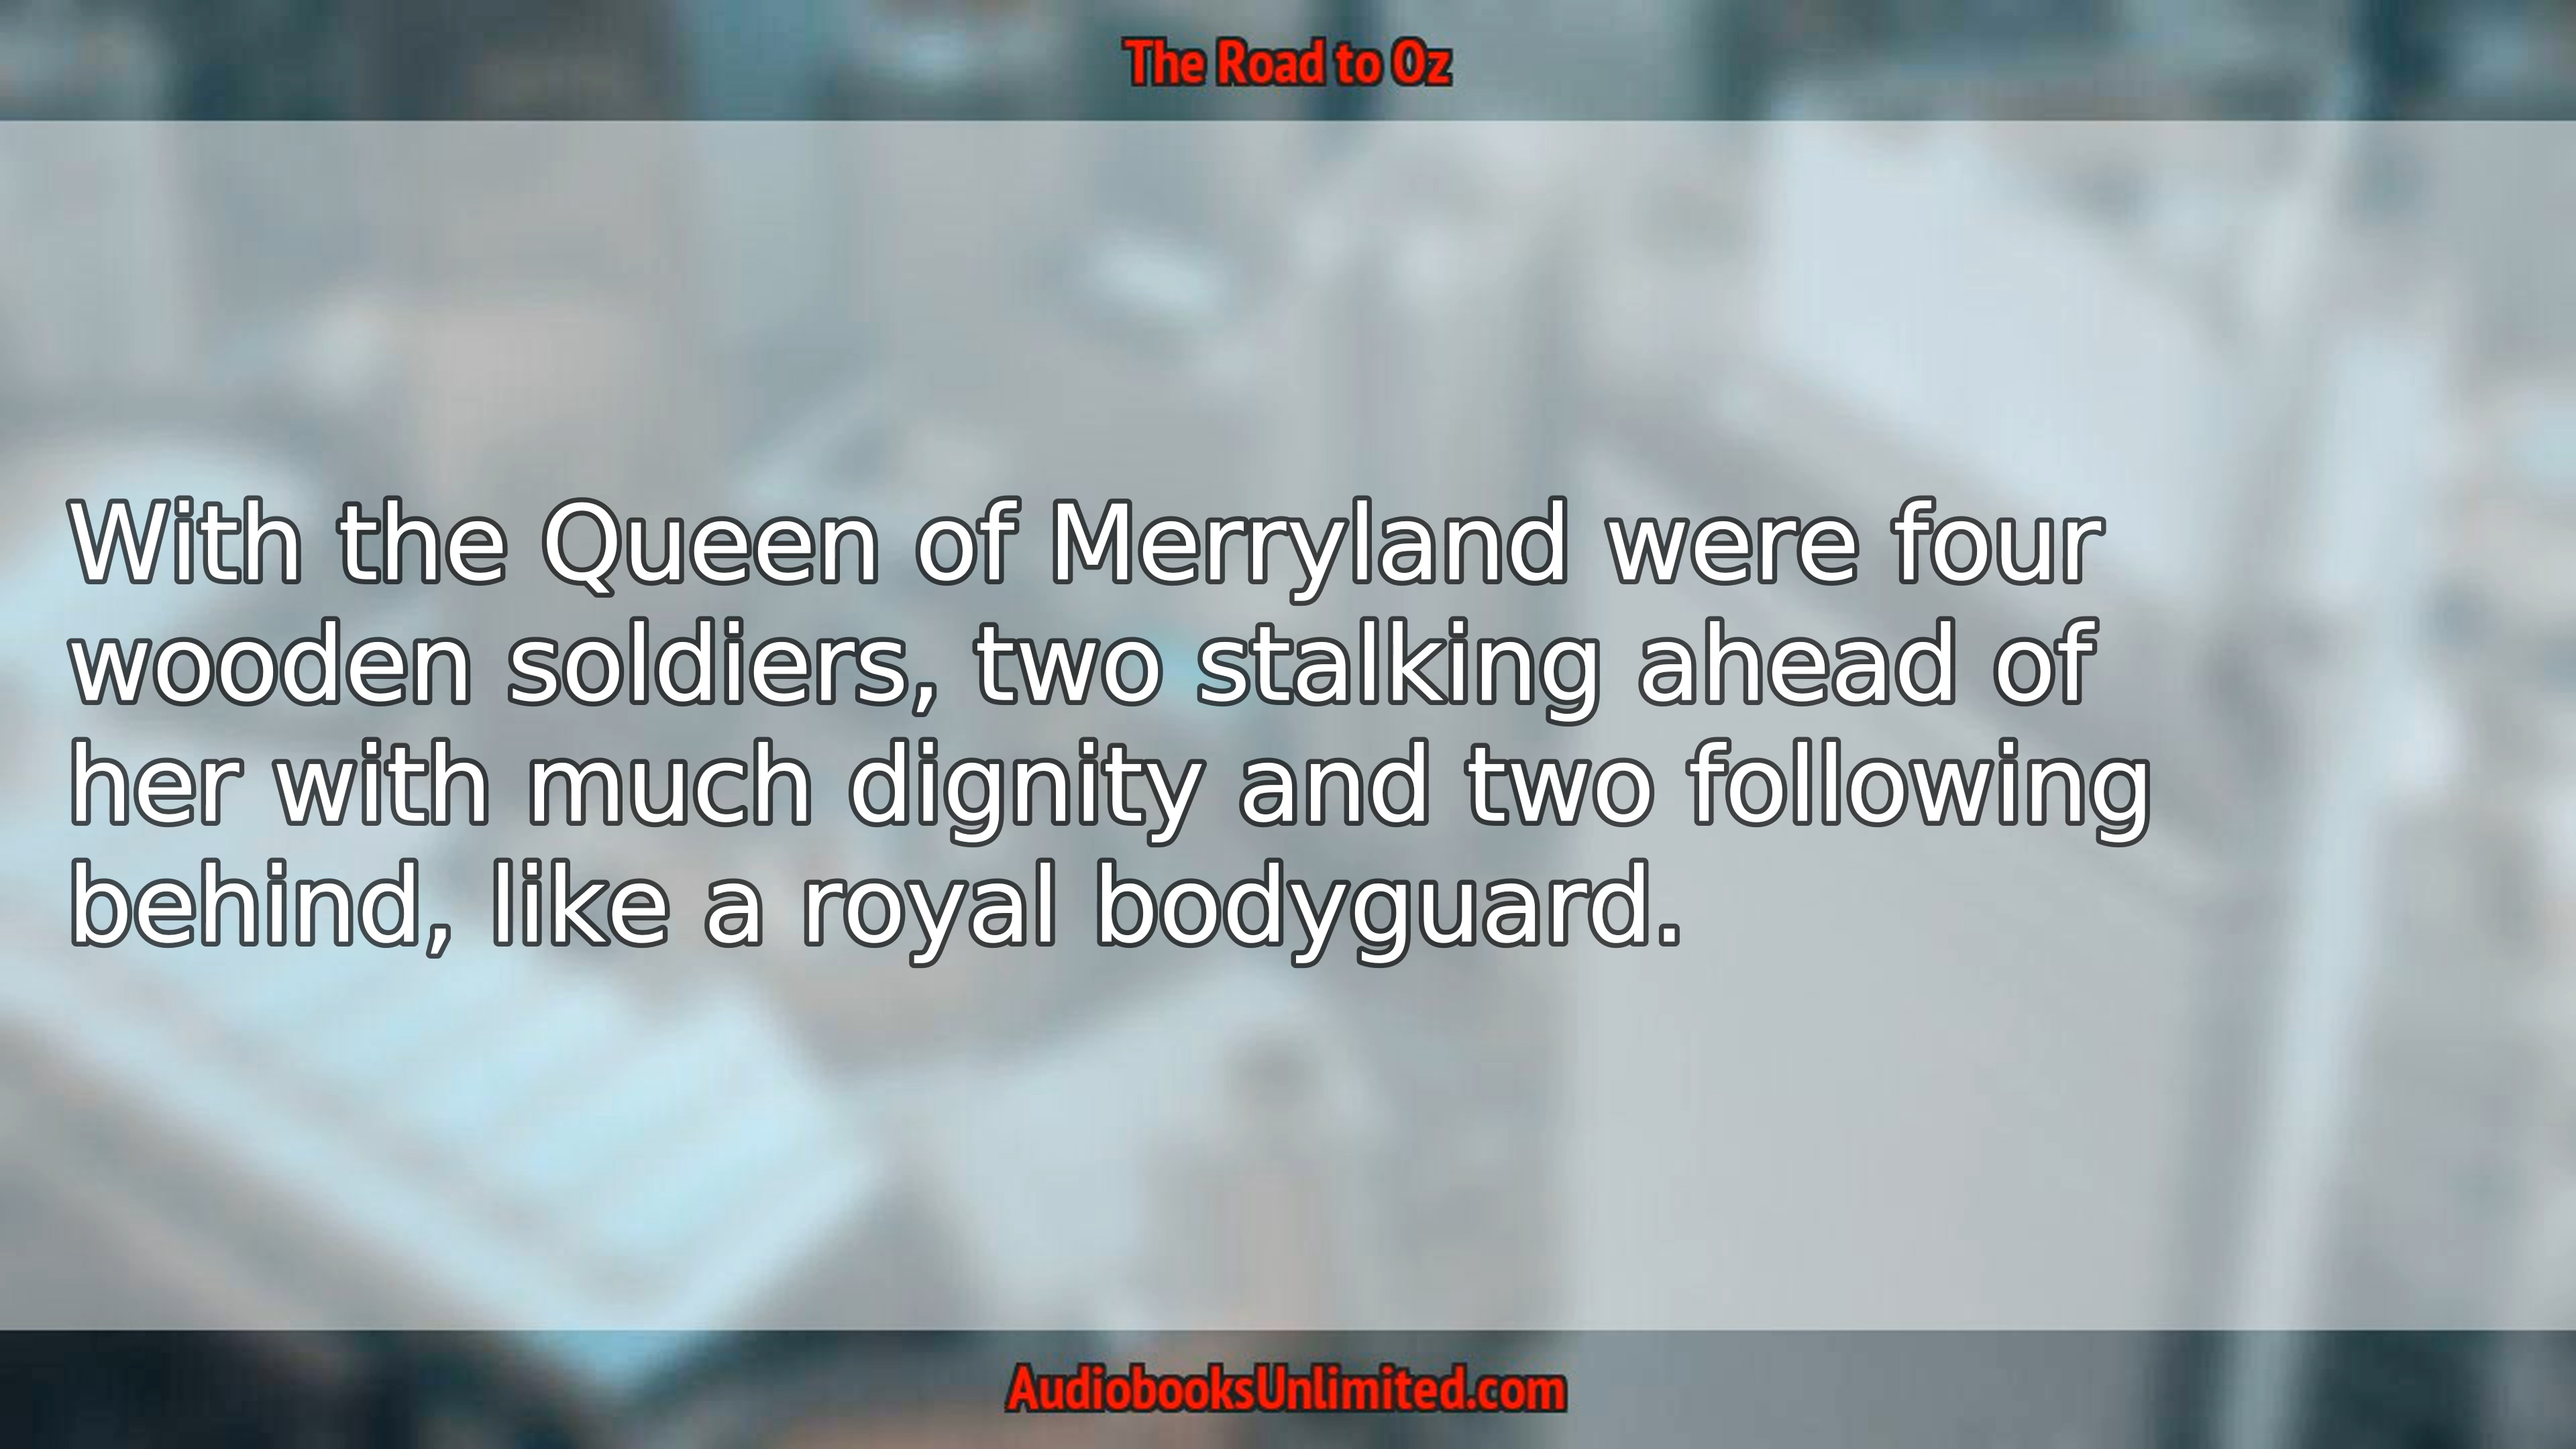 The Road to Oz
With the Queen of Merryland were four
wooden soldiers, two stalking ahead of
her with much dignity and two following
behind, like a royal bodyguard.
AudiobooksUnlimited.com